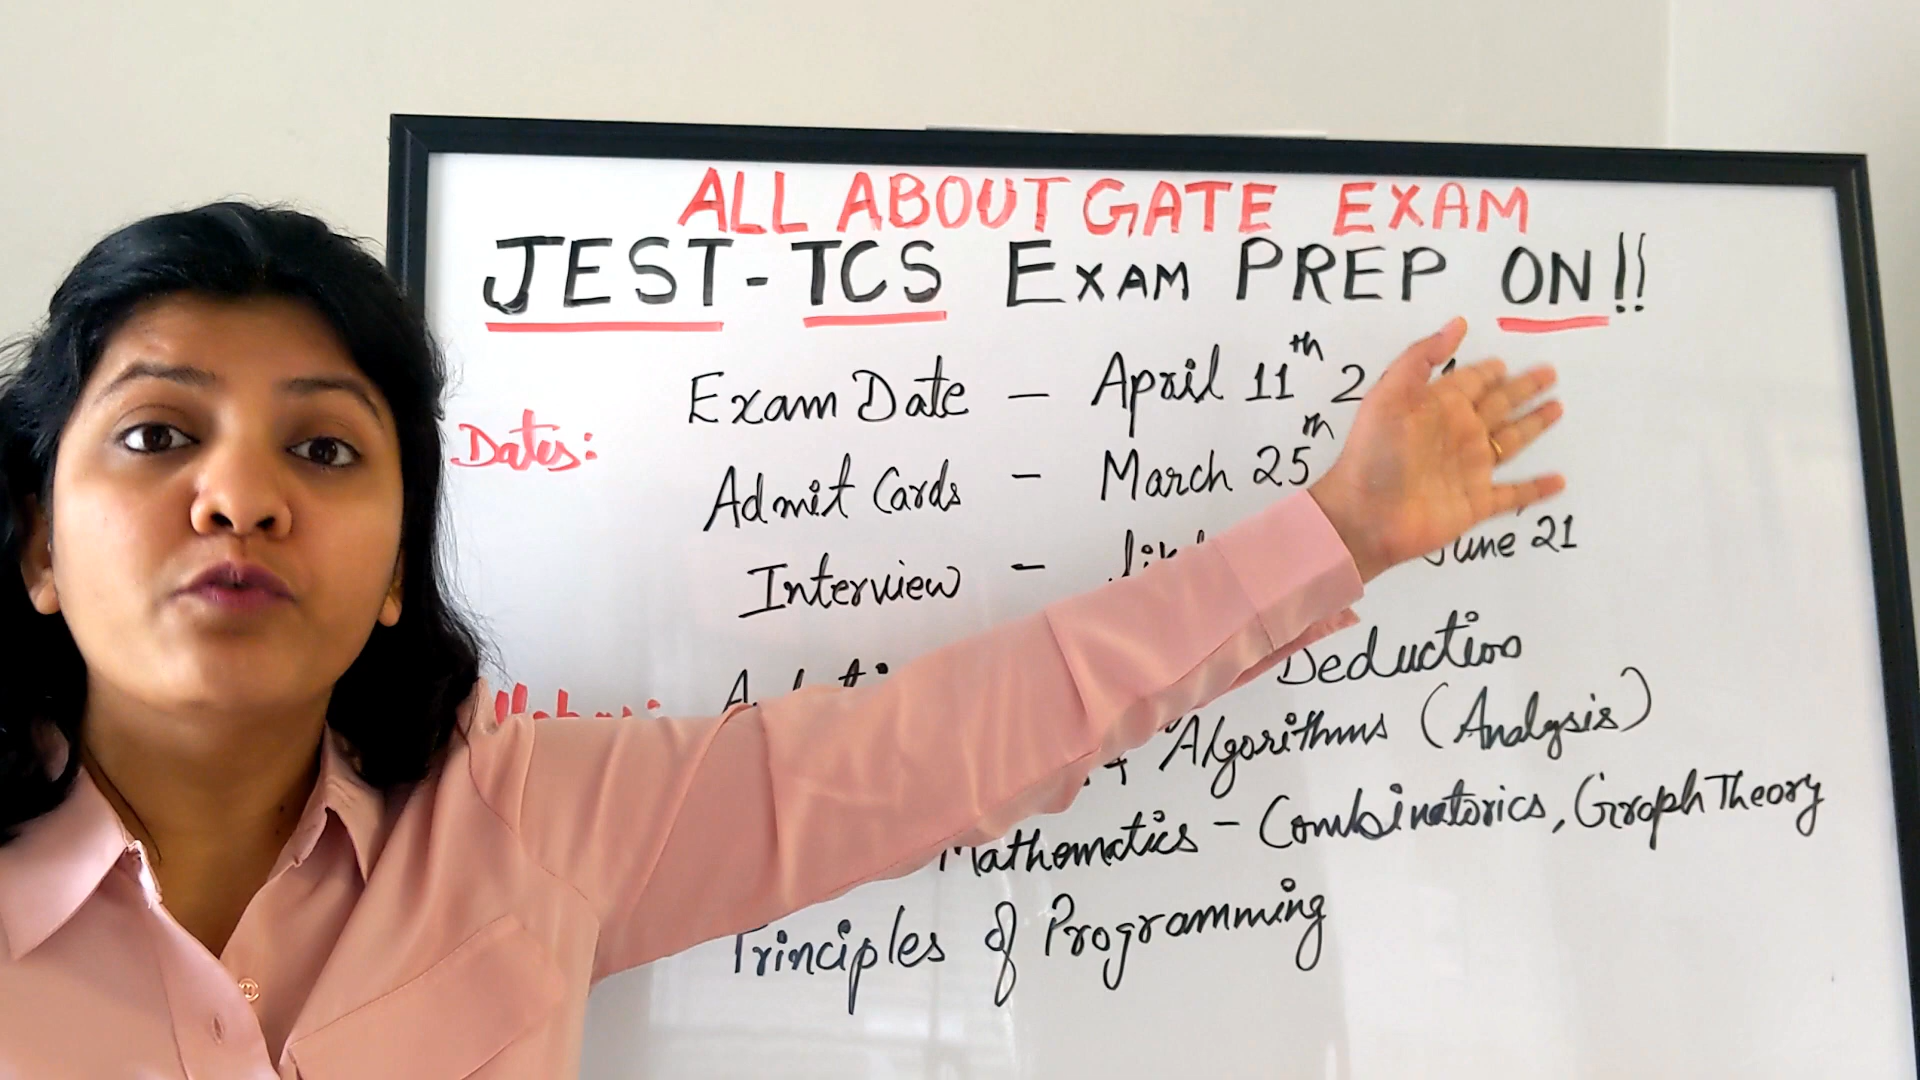 ALL ABOUT GATE EXAM
JEST - TCS EXAM PREP ON!!
Exam Date - April 11th
Dates:
Admit Cards - March 25th
Interview - June 21
Deduction
Algorithms (Analysis)
Mathematics - Combinatorics, Graph Theory
Principles of Programming